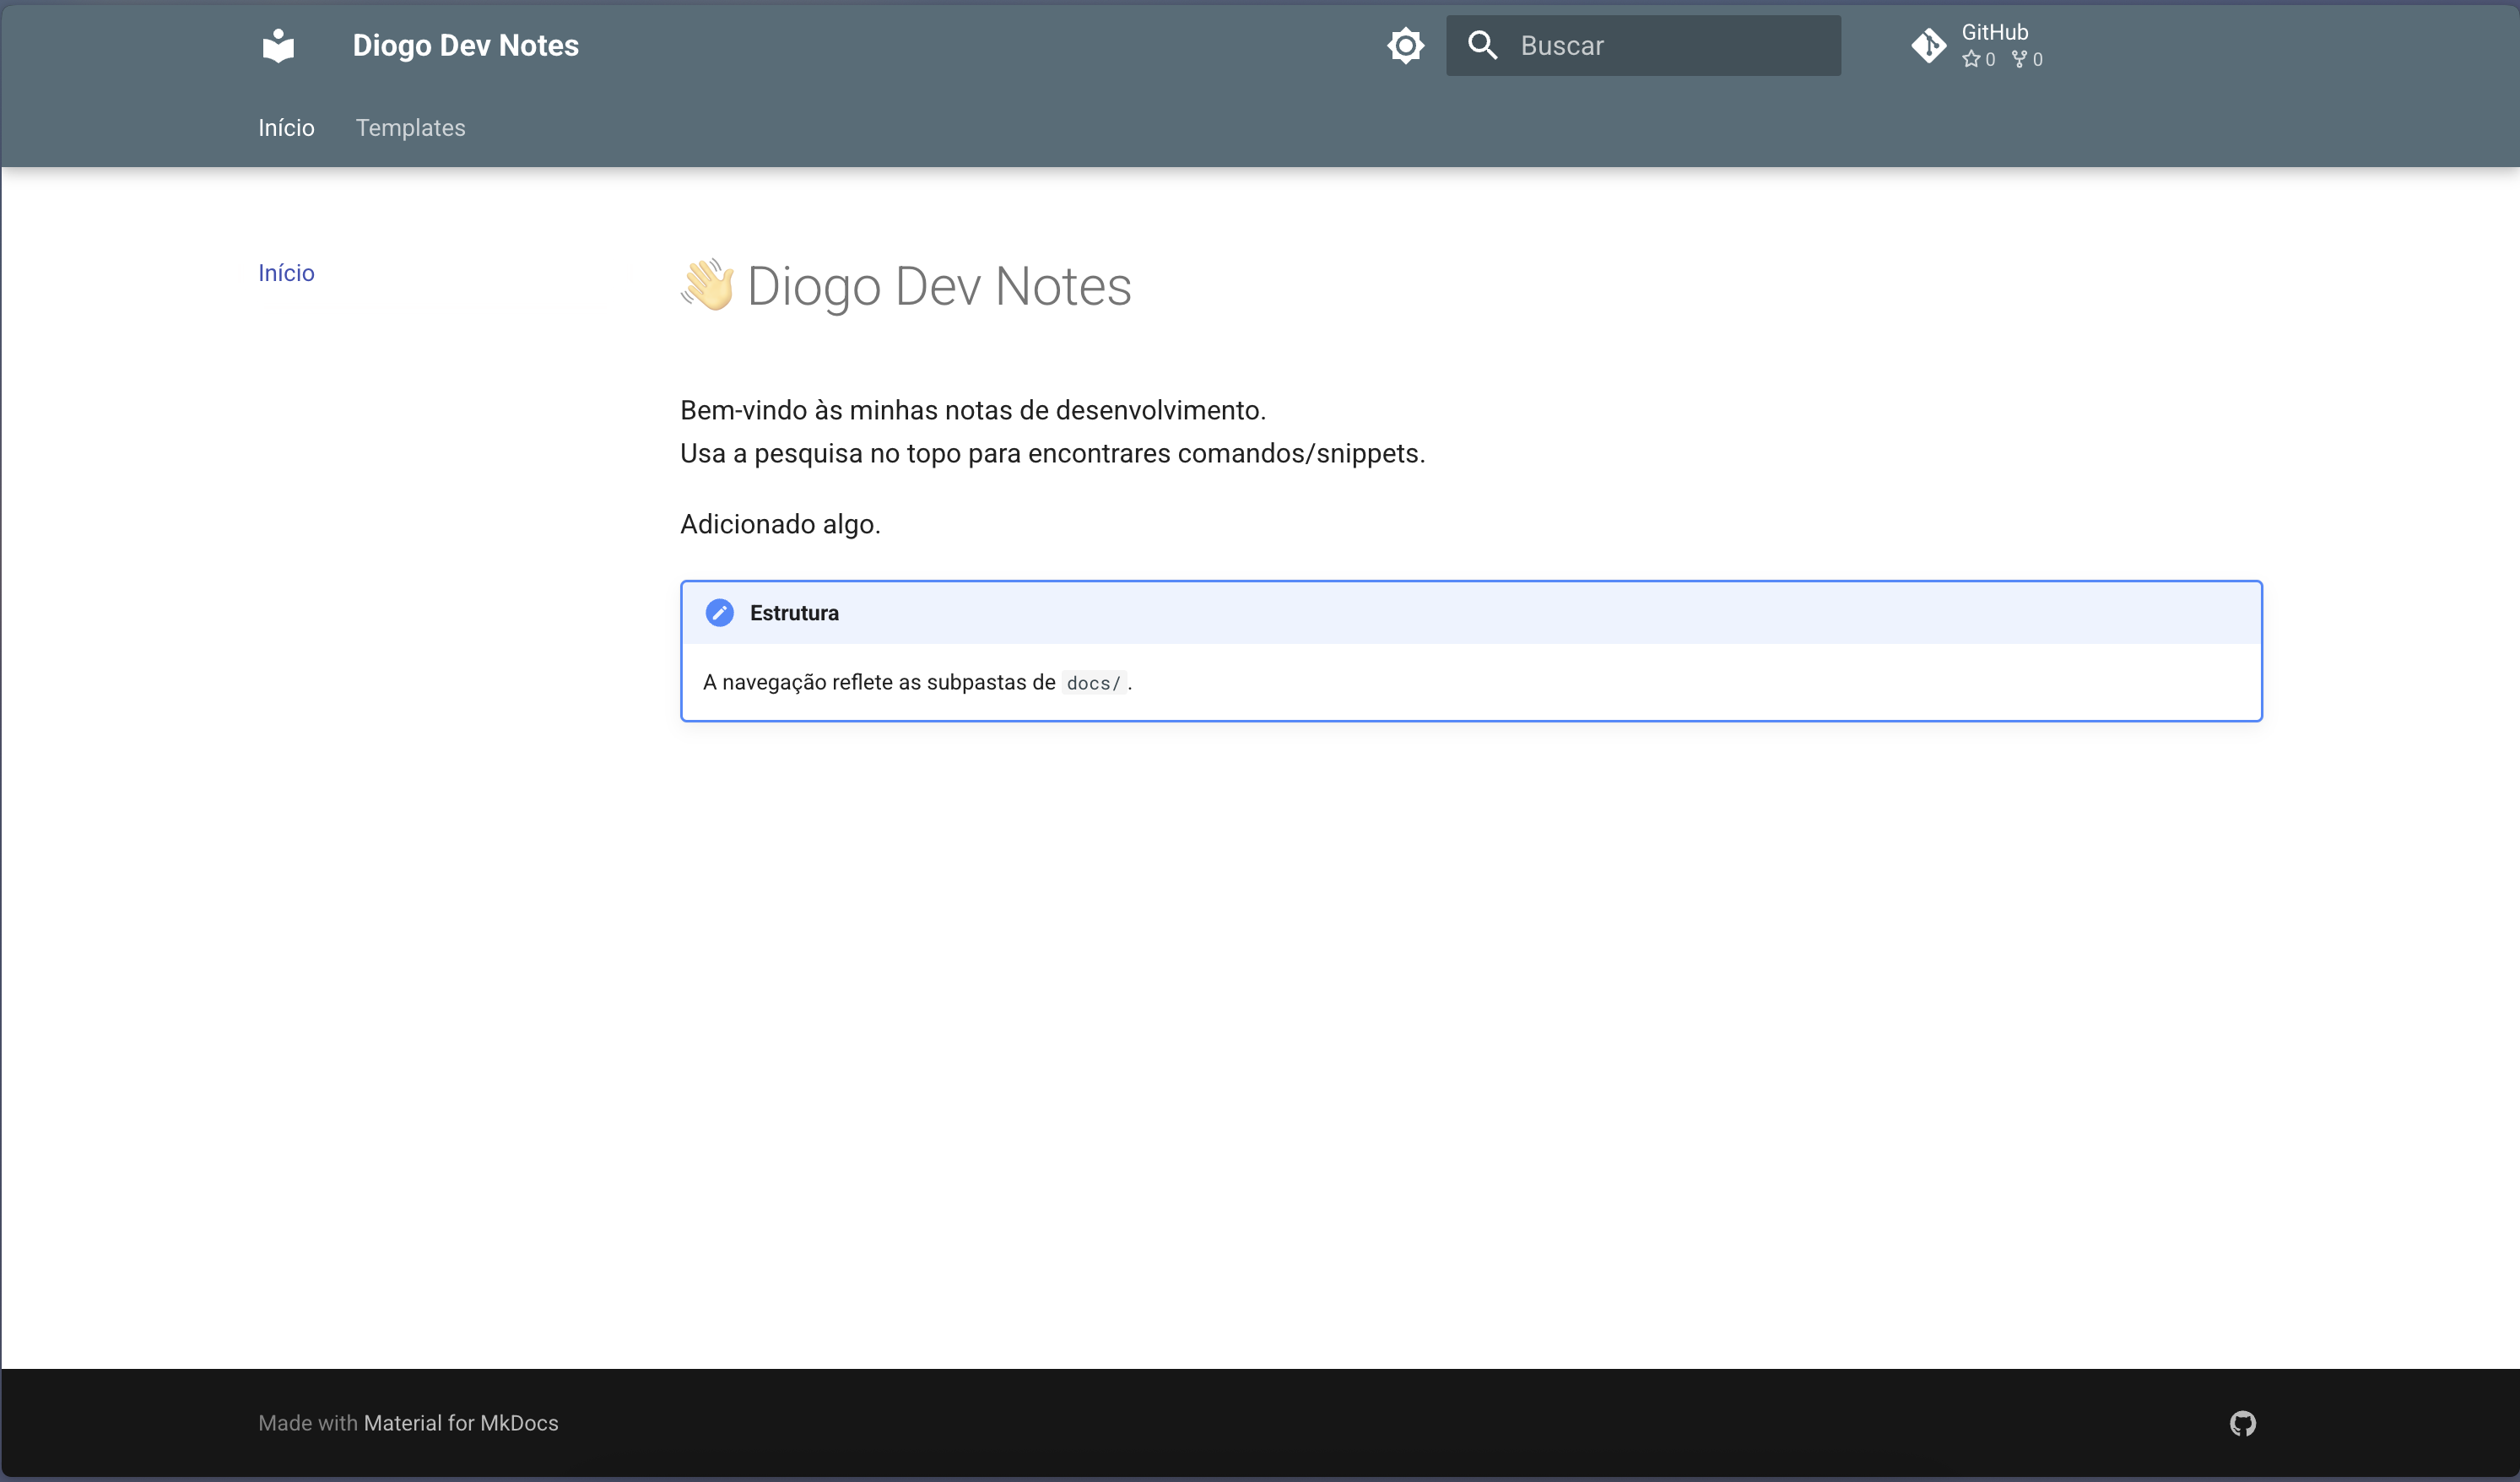 Diogo Dev Notes
Buscar
GitHub
0 0
Início Templates
Início
👋 Diogo Dev Notes
Bem-vindo às minhas notas de desenvolvimento.
Usa a pesquisa no topo para encontrares comandos/snippets.
Adicionado algo.
Estrutura
A navegação reflete as subpastas de docs/.
Made with Material for MkDocs